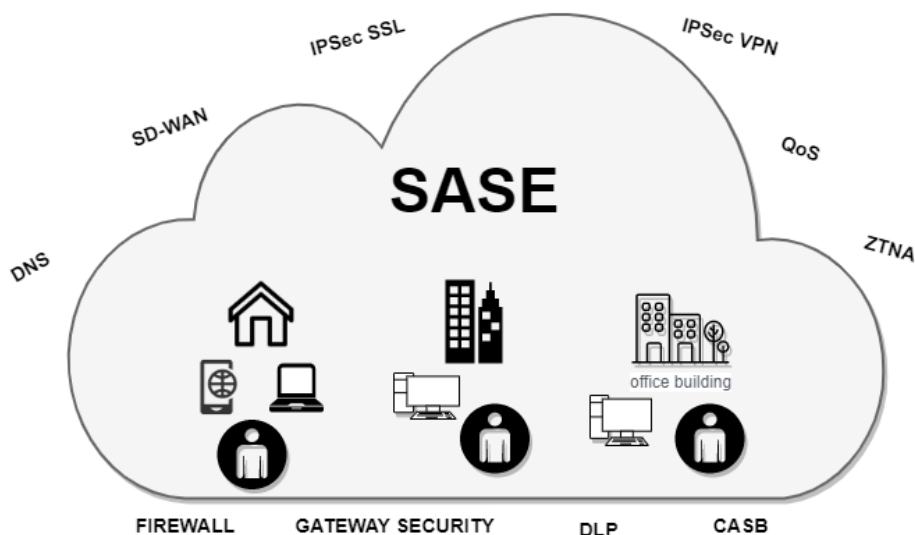 IPSec SSL
IPSec VPN
SD-WAN
QoS
SASE
DNS
ZTNA
office building
FIREWALL
GATEWAY SECURITY
DLP
CASB